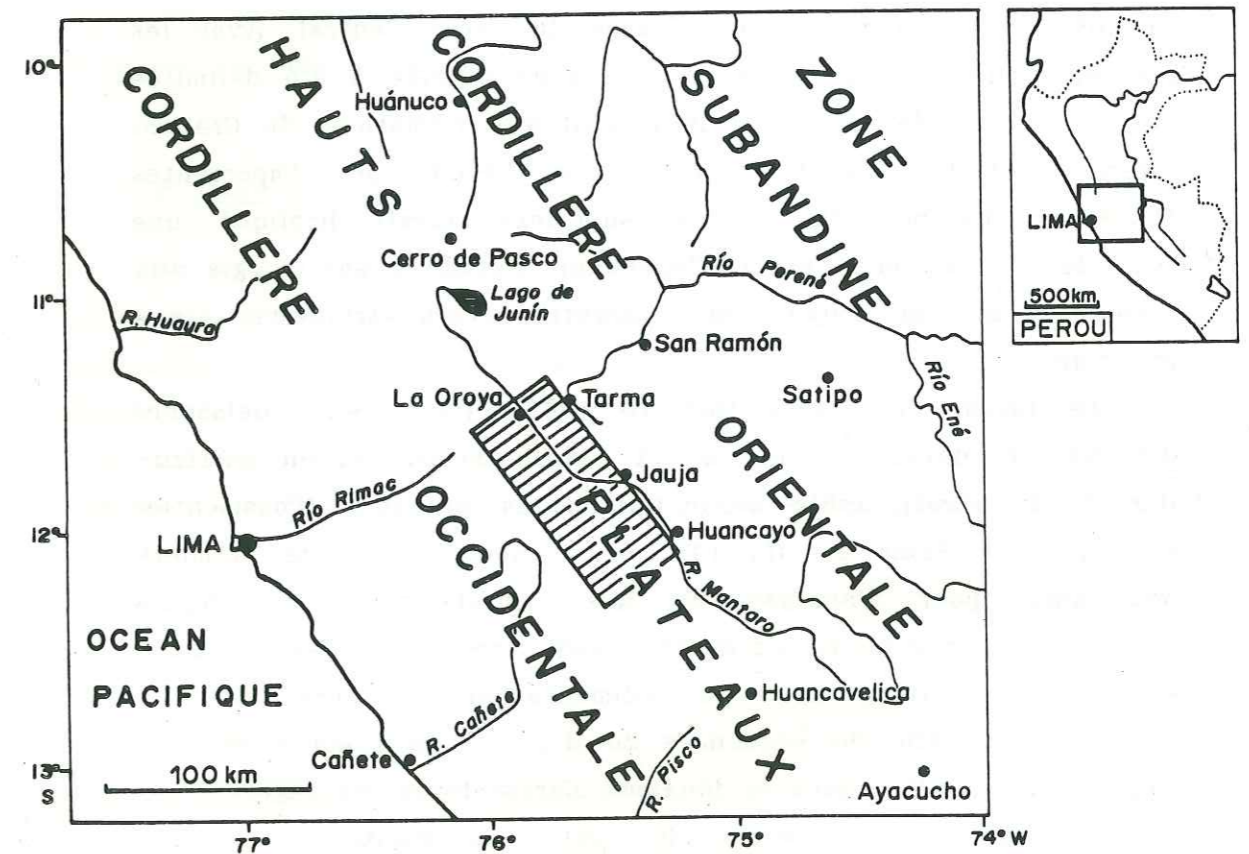 10°
11°
12°
13°
S
77°
76°
75°
74° W
CORDILLERE
OCCIDENTALE
HAUTS
PLATEAUX
CORDILLERE
ORIENTALE
ZONE
SUBANDINE
Huánuco
Cerro de Pasco
Lago de
Junín
R. Huaura
Río Perené
San Ramón
Río Ené
La Oroya
Tarma
Satipo
Jauja
Río Rimac
LIMA
Huancayo
R. Mantaro
OCEAN
PACIFIQUE
Huancavelica
R. Cañete
Cañete
R. Pisco
Ayacucho
100 km
LIMA
500km
PEROU